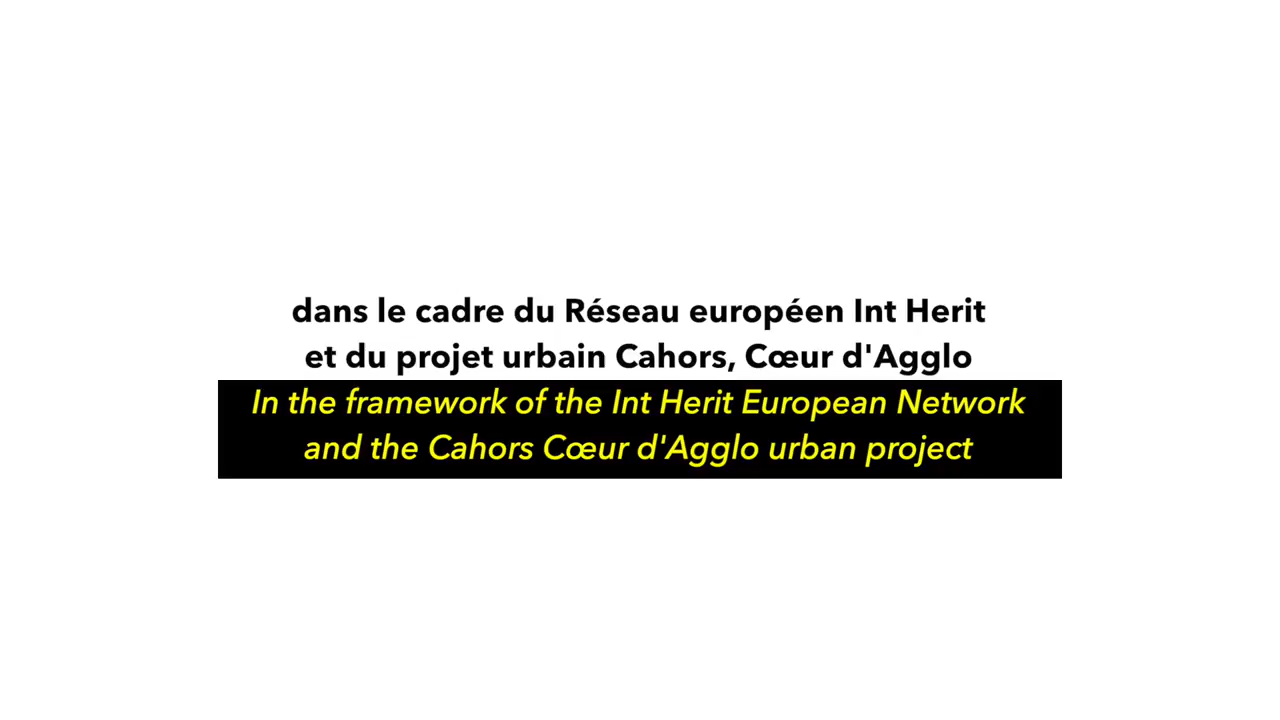 dans le cadre du Réseau européen Int Herit
et du projet urbain Cahors, Cœur d'Agglo
In the framework of the Int Herit European Network
and the Cahors Cœur d'Agglo urban project